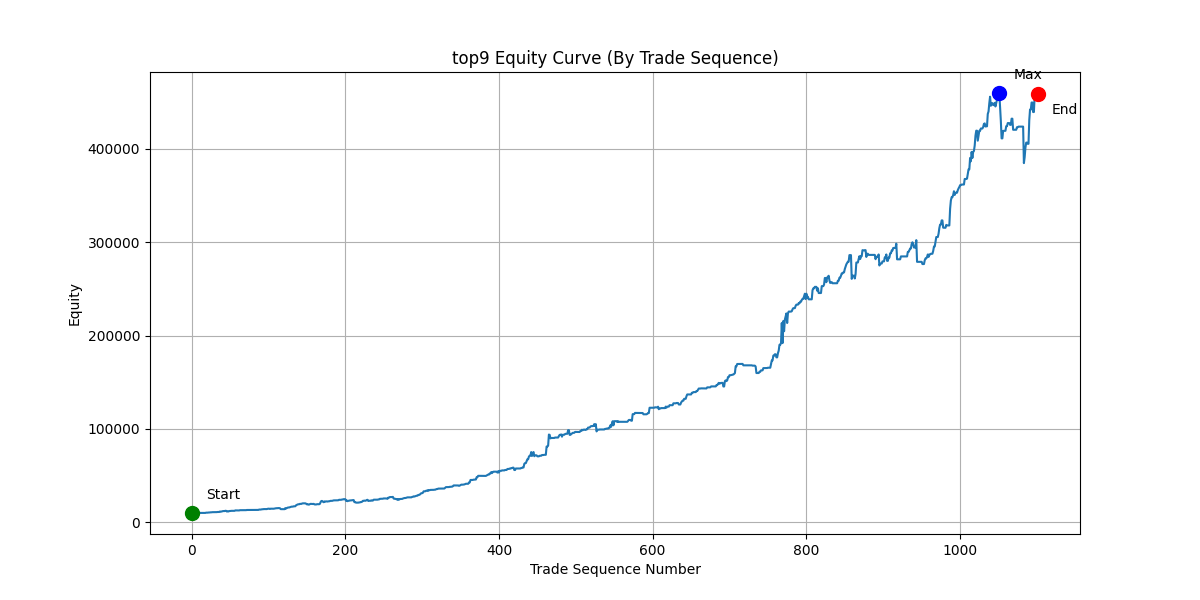 top9 Equity Curve (By Trade Sequence)
Max
End
400000
300000
Equity
200000
100000
Start
0
0 200 400 600 800 1000
Trade Sequence Number